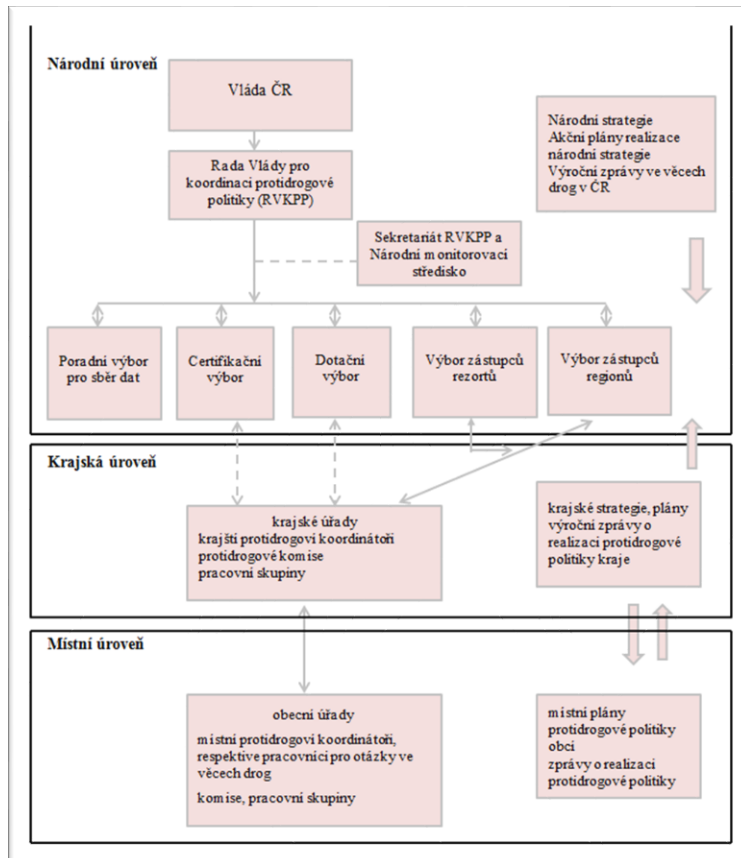 Národní úroveň
Vláda ČR
Rada Vlády pro
koordinaci protidrogové
politiky (RVKPP)
Národní strategie
Akční plány realizace
národní strategie
Výroční zprávy ve věcech
drog v ČR
Sekretariát RVKPP a
Národní monitorovací
středisko
Poradní výbor
pro sběr dat
Certifikační
výbor
Dotační
výbor
Výbor zástupců
rezortů
Výbor zástupců
regionů
Krajská úroveň
krajské úřady
krajští protidrogoví koordinátoři
protidrogové komise
pracovní skupiny
krajské strategie, plány
výroční zprávy o
realizaci protidrogové
politiky kraje
Místní úroveň
obecní úřady
místní protidrogoví koordinátoři,
respektive pracovníci pro otázky ve
věcech drog
komise, pracovní skupiny
místní plány
protidrogové politiky
obcí
zprávy o realizaci
protidrogové politiky